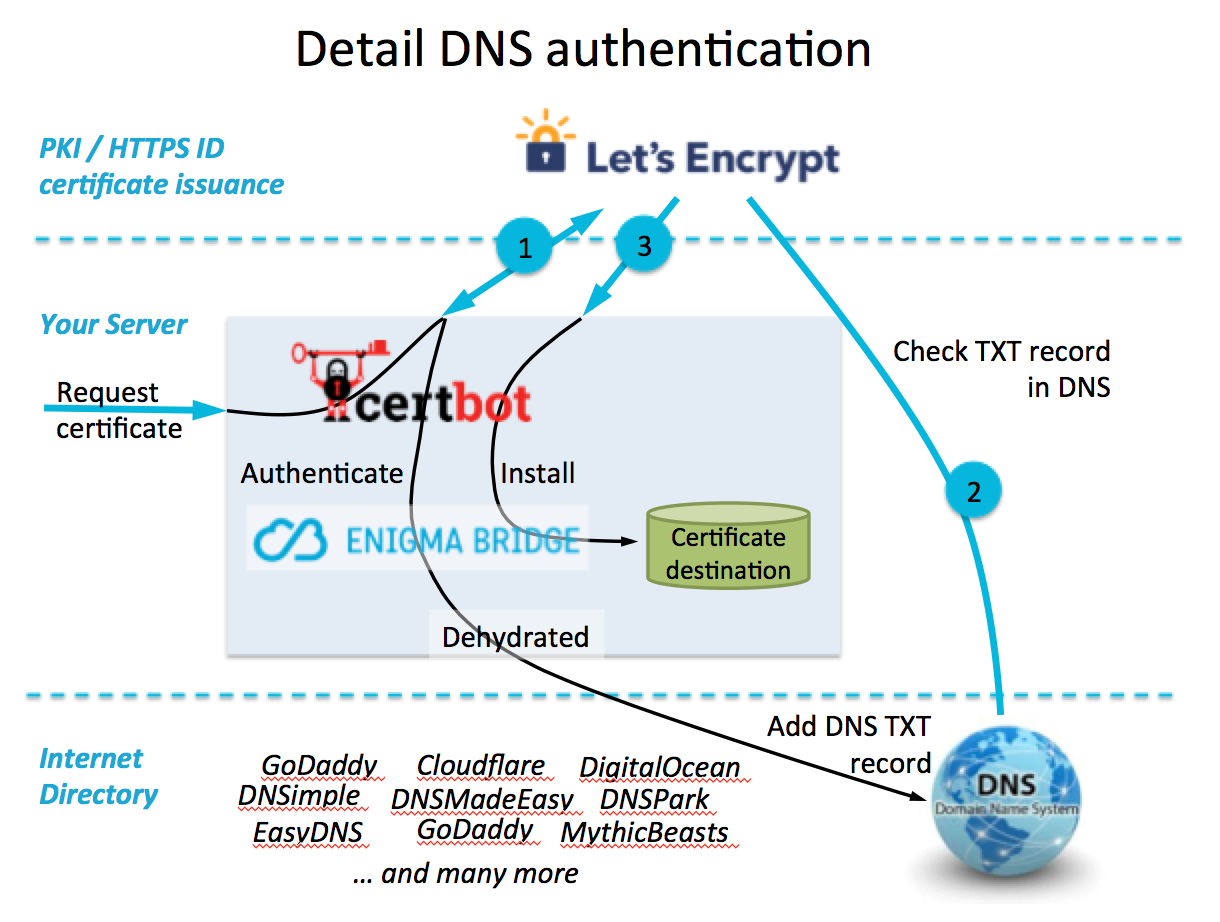 Detail DNS authentication
PKI / HTTPS ID
certificate issuance
Let's Encrypt
1
3
Your Server
Request
certificate
certbot
Check TXT record
in DNS
Authenticate
Install
2
ENIGMA BRIDGE
Certificate
destination
Dehydrated
Add DNS TXT
record
Internet
Directory
GoDaddy Cloudflare DigitalOcean
DNSimple DNSMadeEasy DNSPark
EasyDNS GoDaddy MythicBeasts
... and many more
DNS
Domain Name System